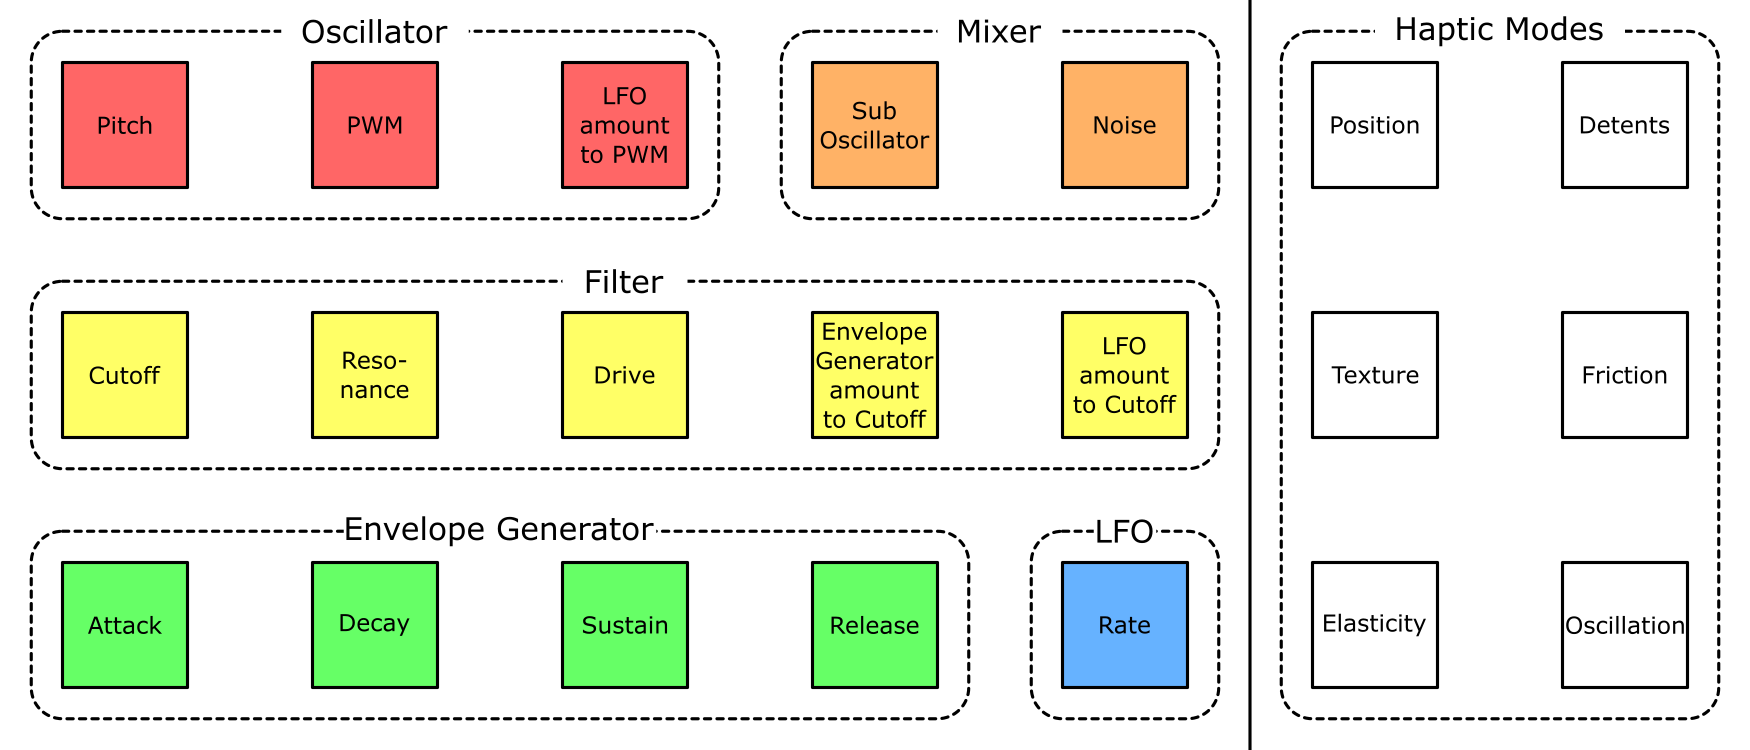 Oscillator
Pitch
PWM
LFO
amount
to PWM
Mixer
Sub
Oscillator
Noise
Filter
Cutoff
Reso-
nance
Drive
Envelope
Generator
amount
to Cutoff
LFO
amount
to Cutoff
Envelope Generator
Attack
Decay
Sustain
Release
LFO
Rate
Haptic Modes
Position
Detents
Texture
Friction
Elasticity
Oscillation